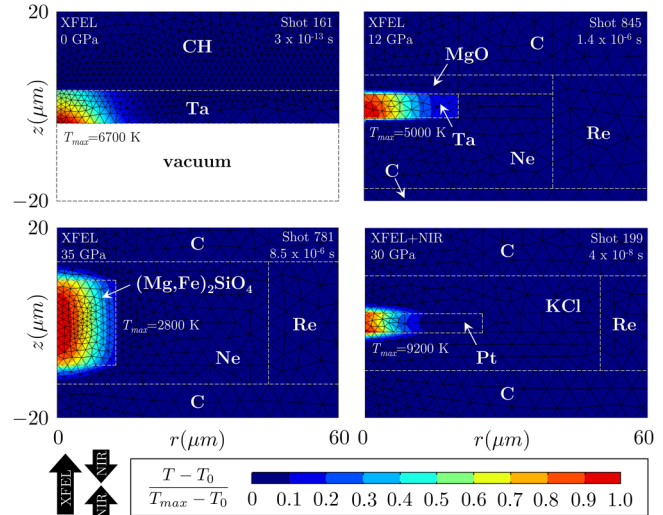 20
XFEL
0 GPa
Shot 161
3 x 10⁻¹³ s
CH
Ta
T_max=6700 K
vacuum
z(μm)
−20
XFEL
12 GPa
Shot 845
1.4 x 10⁻⁶ s
C
MgO
Ta
T_max=5000 K
Re
Ne
C
20
XFEL
35 GPa
Shot 781
8.5 x 10⁻⁶ s
C
(Mg,Fe)₂SiO₄
T_max=2800 K
Re
Ne
C
z(μm)
−20
0
r(μm)
60
XFEL+NIR
30 GPa
Shot 199
4 x 10⁻⁸ s
C
KCl
Re
T_max=9200 K
Pt
C
0
r(μm)
60
XFEL
NIR
NIR
T − T₀
T_max − T₀
0 0.1 0.2 0.3 0.4 0.5 0.6 0.7 0.8 0.9 1.0